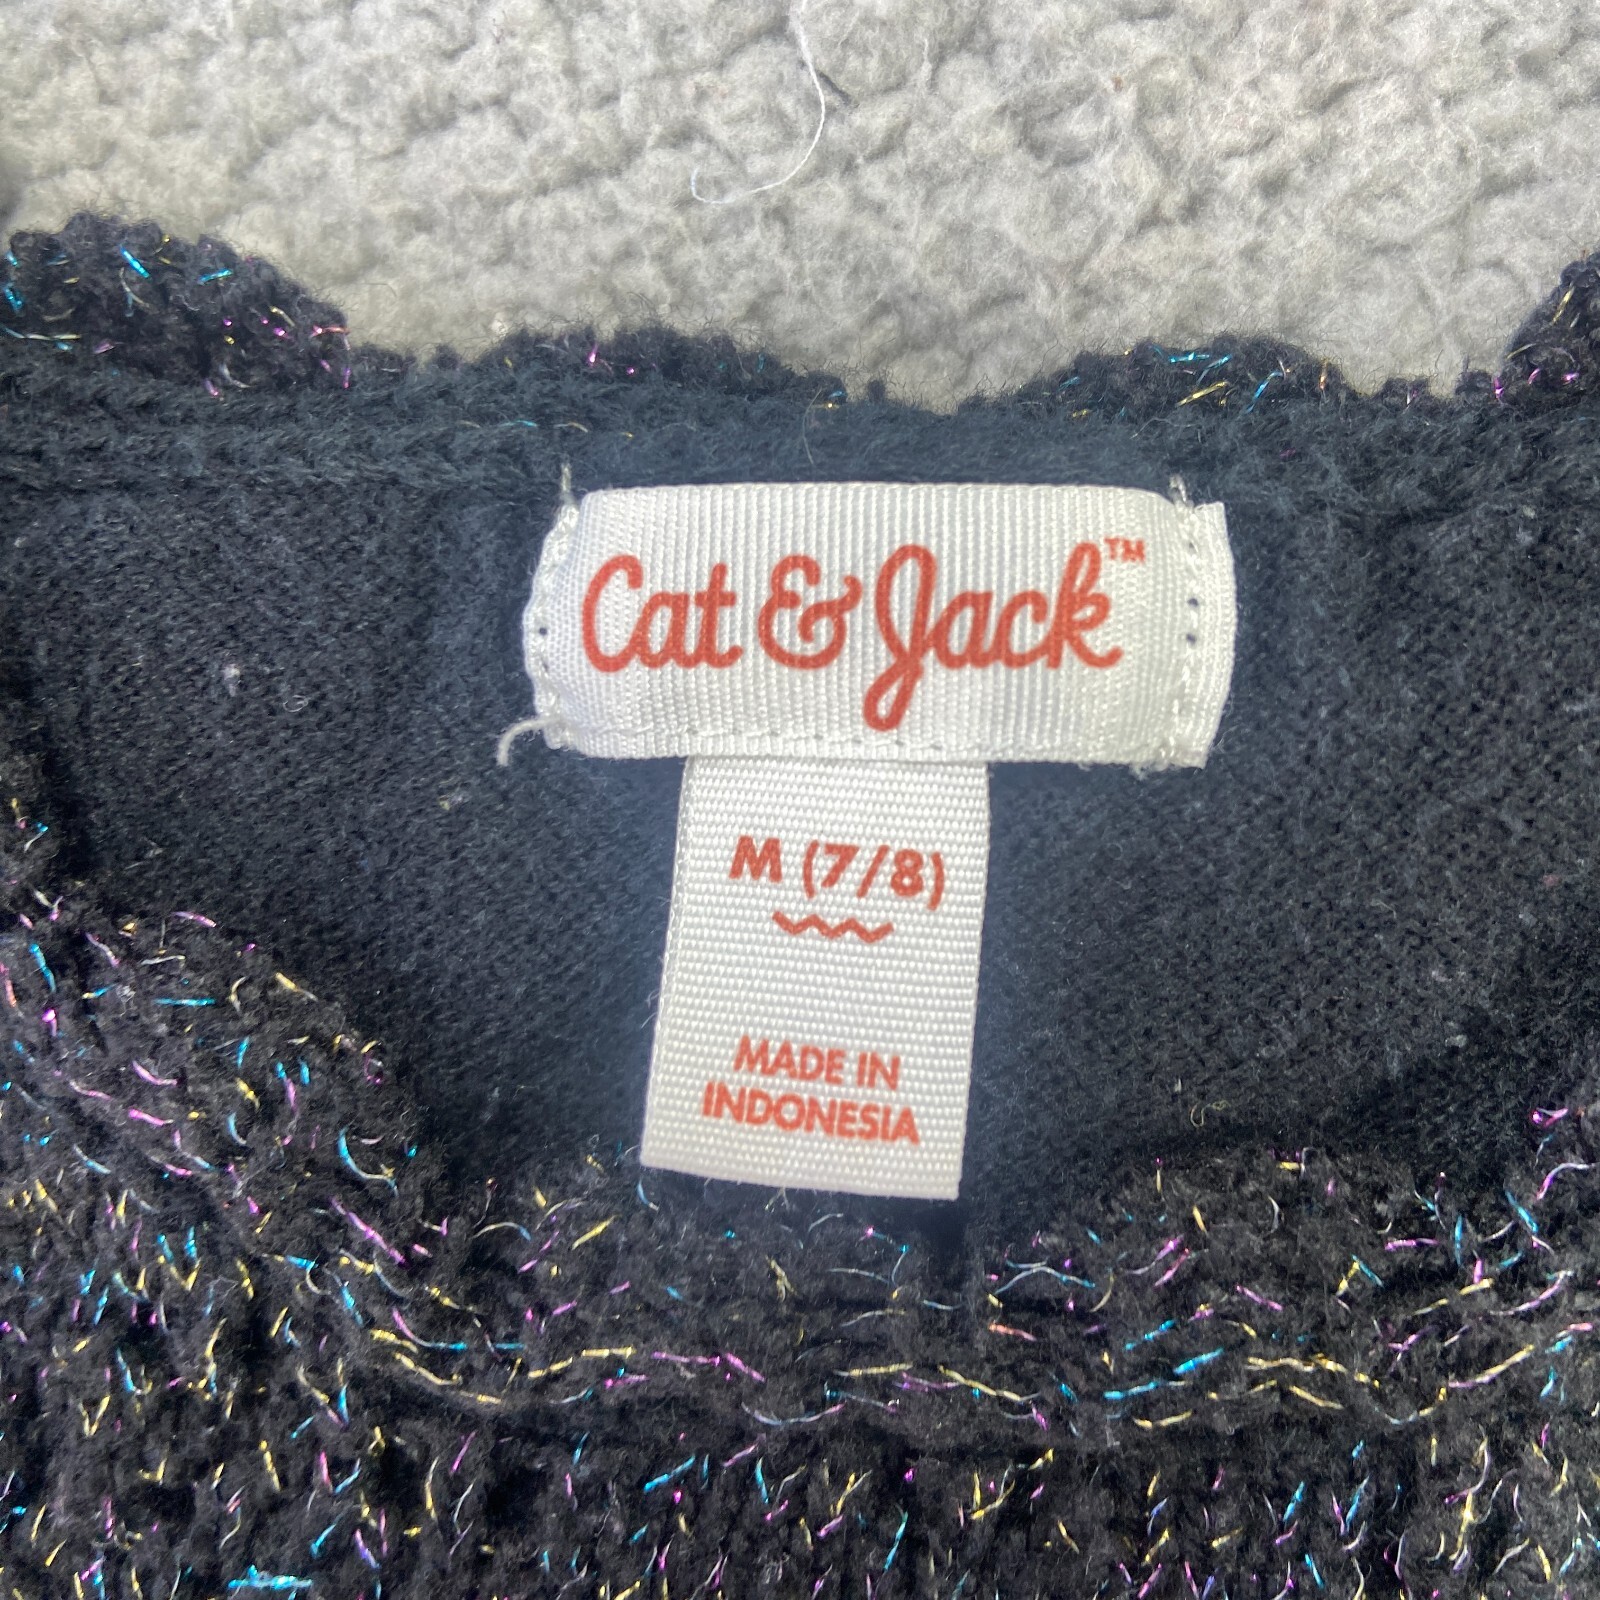 Cat & Jack™
M (7/8)
MADE IN
INDONESIA